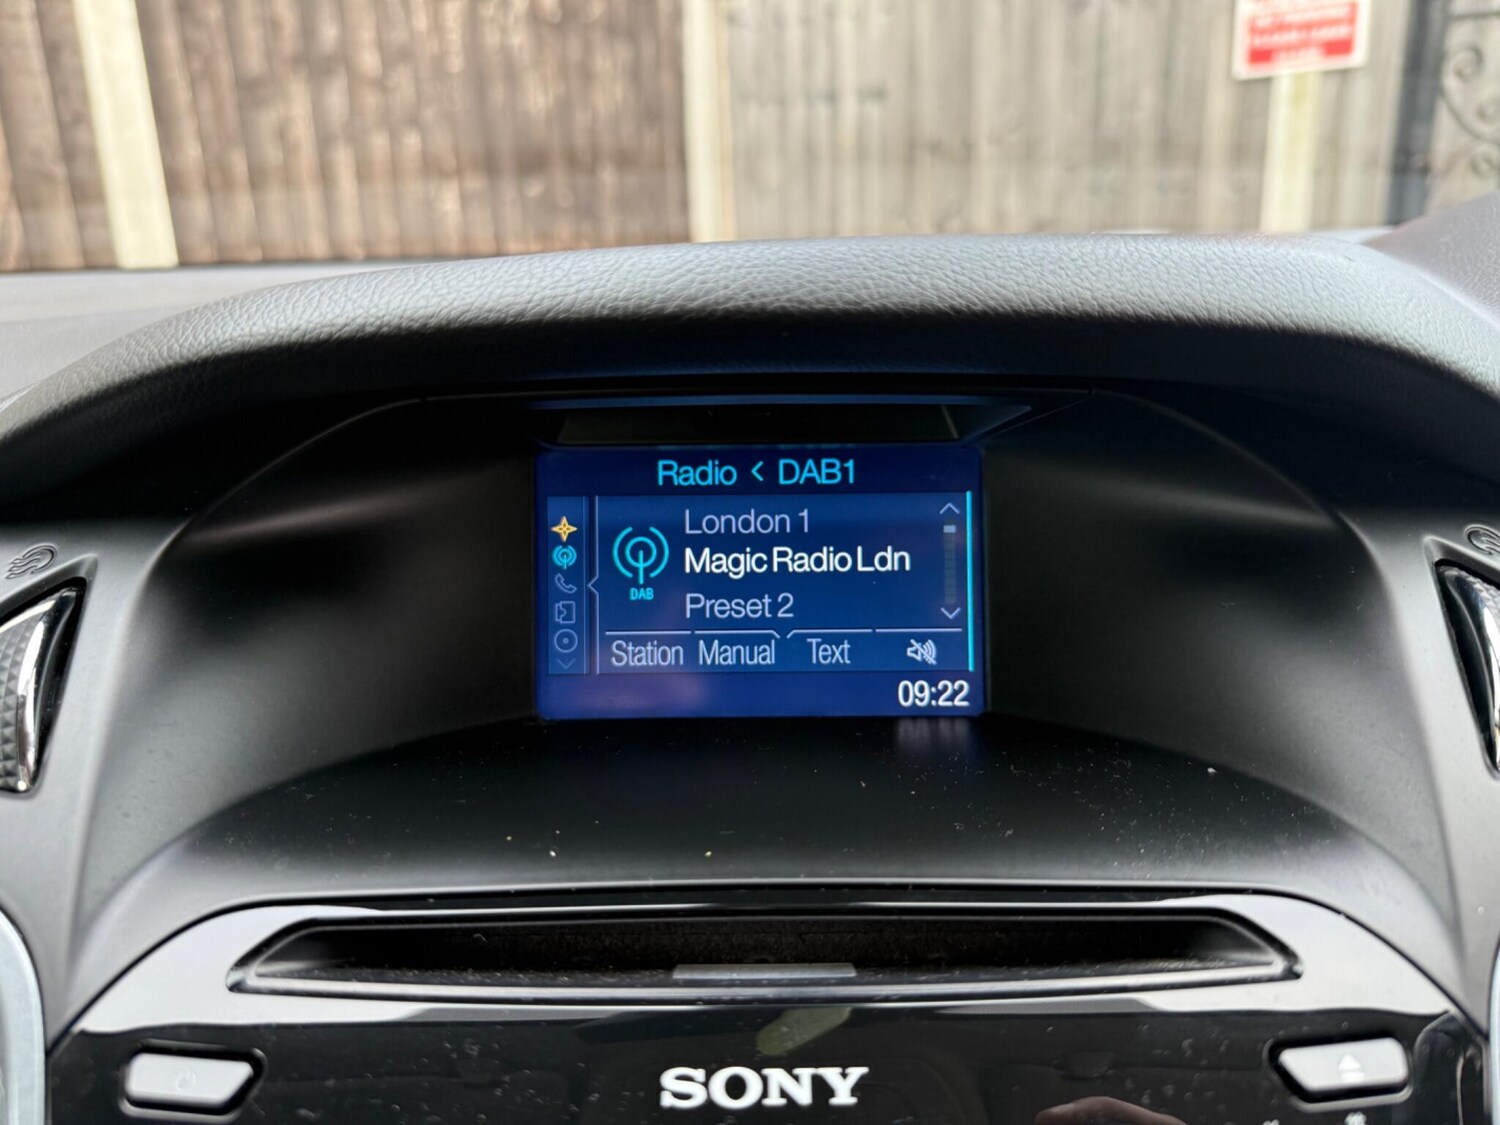 Radio < DAB1
London 1
Magic Radio Ldn
DAB
Preset 2
Station Manual Text
09:22
SONY